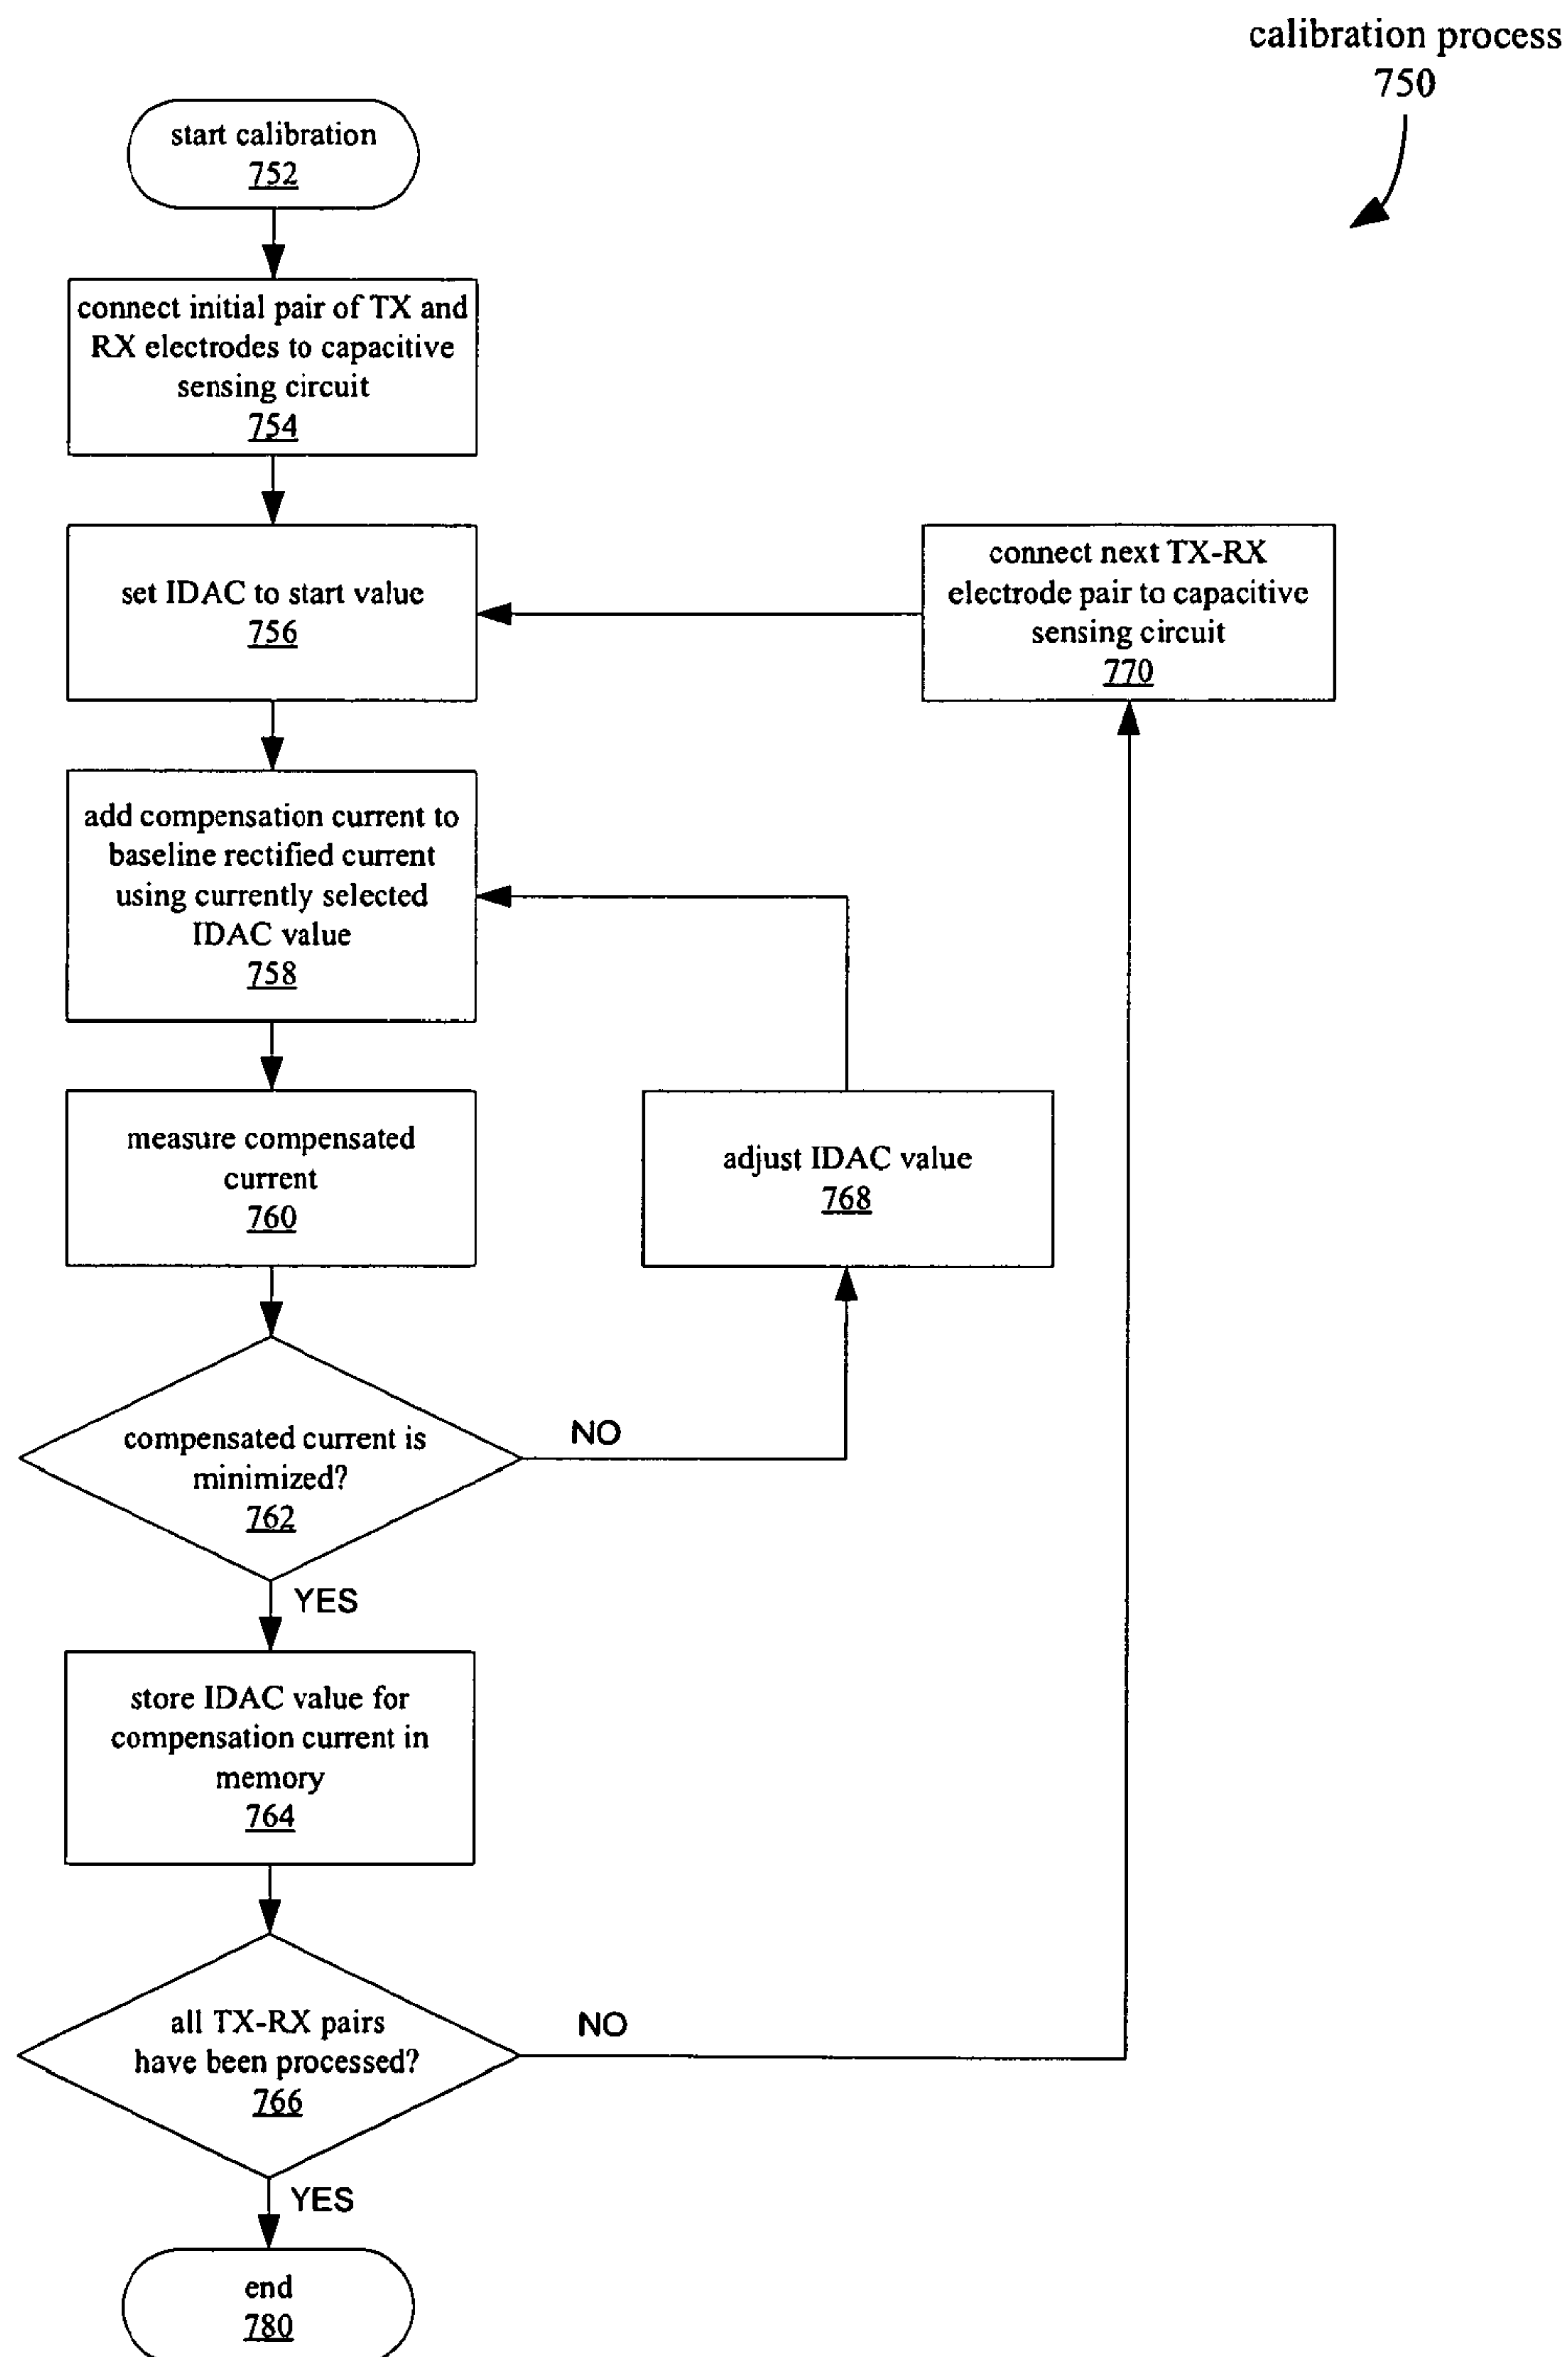 calibration process
750
start calibration
752
connect initial pair of TX and
RX electrodes to capacitive
sensing circuit
754
set IDAC to start value
756
connect next TX-RX
electrode pair to capacitive
sensing circuit
770
add compensation current to
baseline rectified current
using currently selected
IDAC value
758
measure compensated
current
760
adjust IDAC value
768
compensated current is
minimized?
762
NO
YES
store IDAC value for
compensation current in
memory
764
all TX-RX pairs
have been processed?
766
NO
YES
end
780